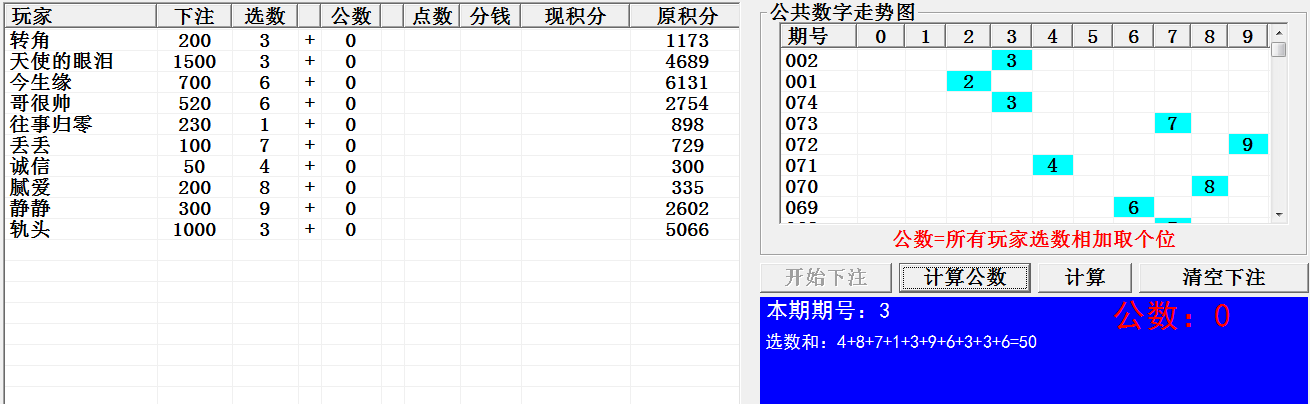 玩家 下注 选数 公数 点数 分钱 现积分 原积分
转角 200 3 + 0 1173
天使的眼泪 1500 3 + 0 4689
今生缘 700 6 + 0 6131
哥很帅 520 6 + 0 2754
往事归零 230 1 + 0 898
丢丢 100 7 + 0 729
诚信 50 4 + 0 300
腻爱 200 8 + 0 335
静静 300 9 + 0 2602
轨头 1000 3 + 0 5066
公共数字走势图
期号 0 1 2 3 4 5 6 7 8 9
002 3
001 2
074 3
073 7
072 9
071 4
070 8
069 6
公数=所有玩家选数相加取个位
开始下注 计算公数 计算 清空下注
本期期号：3 公数：0
选数和：4+8+7+1+3+9+6+3+3+6=50